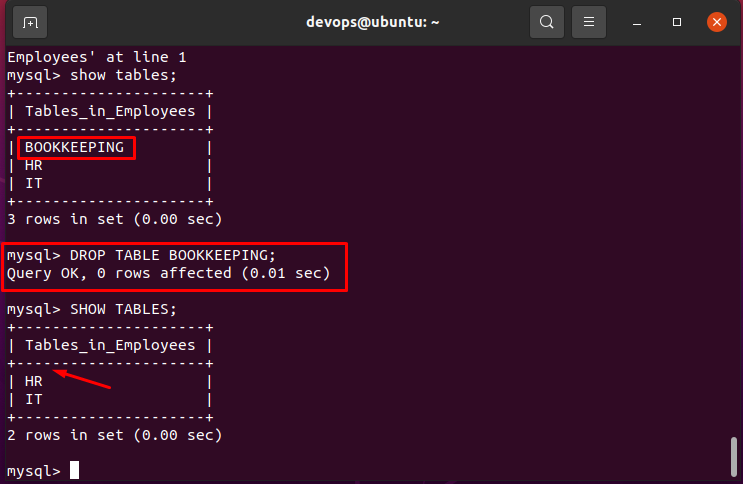 devops@ubuntu: ~
Employees' at line 1
mysql> show tables;
+---------------------+
| Tables_in_Employees |
+---------------------+
| BOOKKEEPING         |
| HR                  |
| IT                  |
+---------------------+
3 rows in set (0.00 sec)
mysql> DROP TABLE BOOKKEEPING;
Query OK, 0 rows affected (0.01 sec)
mysql> SHOW TABLES;
+---------------------+
| Tables_in_Employees |
+---------------------+
| HR                  |
| IT                  |
+---------------------+
2 rows in set (0.00 sec)
mysql>